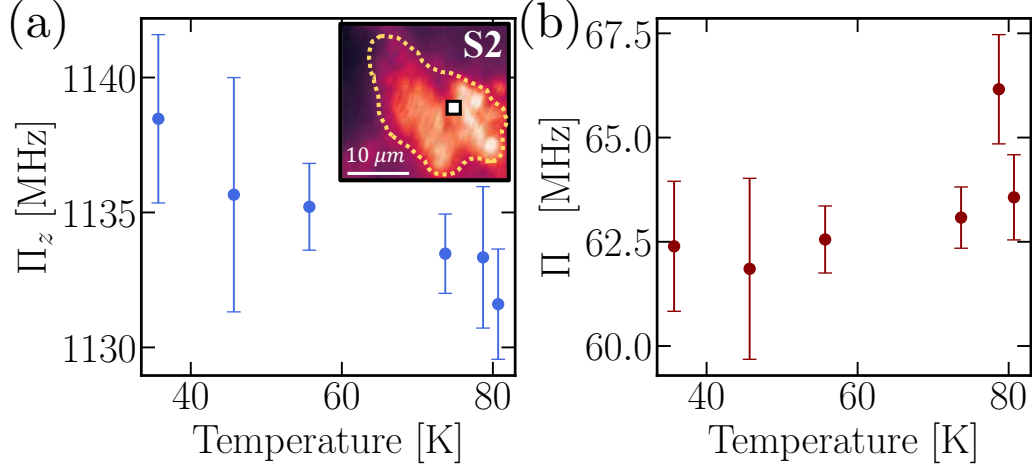 (a)
Π_z [MHz]
1140
1135
1130
40 60 80
Temperature [K]
S2
10 μm
(b)
Π [MHz]
67.5
65.0
62.5
60.0
40 60 80
Temperature [K]